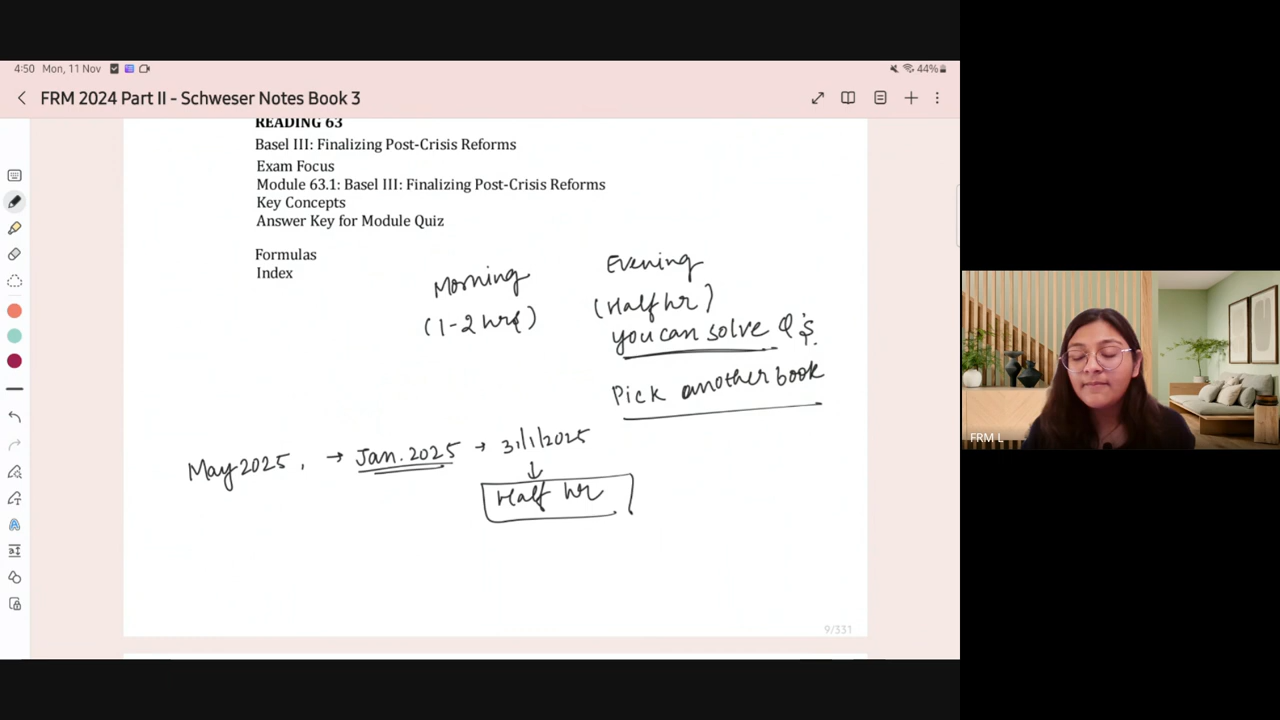 4:50 Mon, 11 Nov
44%
FRM 2024 Part II - Schweser Notes Book 3
READING 63
Basel III: Finalizing Post-Crisis Reforms
Exam Focus
Module 63.1: Basel III: Finalizing Post-Crisis Reforms
Key Concepts
Answer Key for Module Quiz
Formulas
Index
Morning
(1-2 hrs)
Evening
(Half hr)
you can solve Q's.
Pick another book
May 2025, → Jan. 2025 → 31/1/2025
↓
Half hr
9/331
FRM L